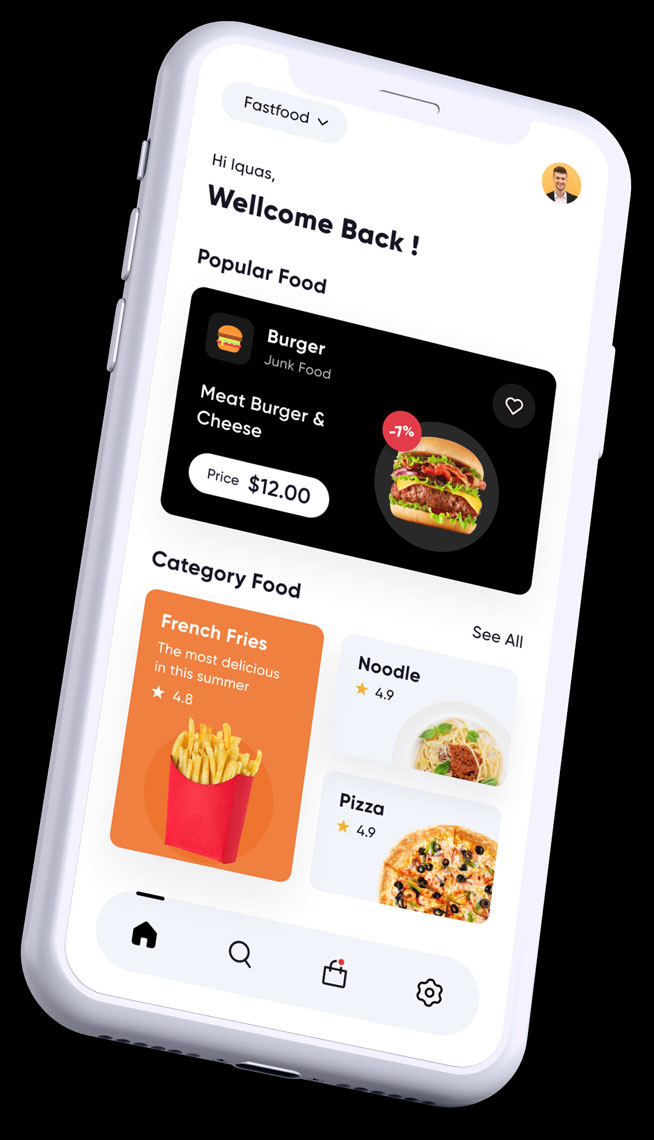 Fastfood
Hi Iquas,
Wellcome Back !
Popular Food
Burger
Junk Food
Meat Burger &
Cheese
-7%
Price $12.00
Category Food
See All
French Fries
The most delicious
in this summer
4.8
Noodle
4.9
Pizza
4.9